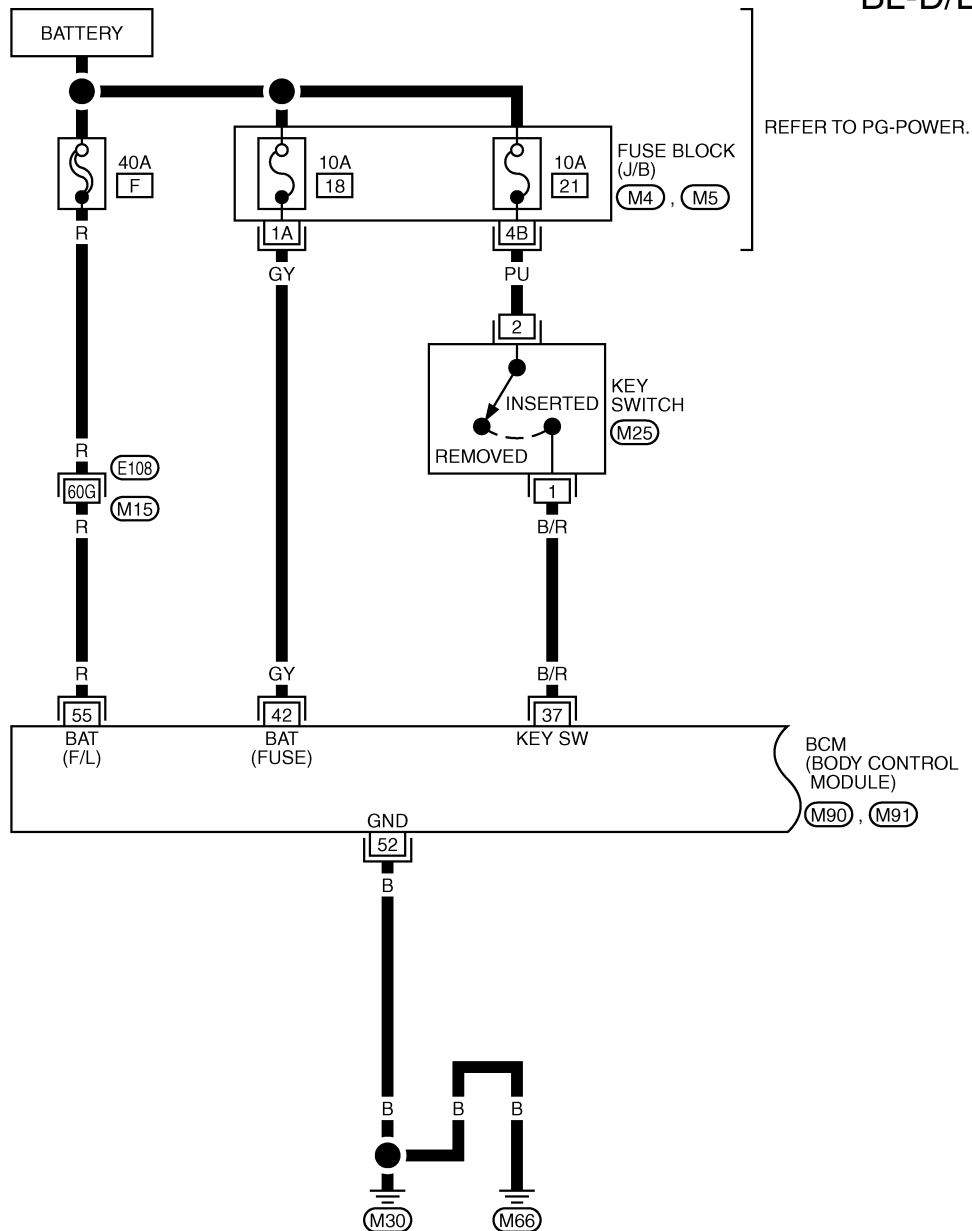 BATTERY
REFER TO PG-POWER.
40A
F
10A
18
10A
21
FUSE BLOCK
(J/B)
M4 , M5
R
1A
4B
GY
PU
2
INSERTED
REMOVED
KEY
SWITCH
M25
R
E108
60G
M15
R
1
B/R
R
GY
B/R
55
42
37
BAT
(F/L)
BAT
(FUSE)
KEY SW
BCM
(BODY CONTROL
MODULE)
M90 , M91
GND
52
B
B
B
B
M30
M66